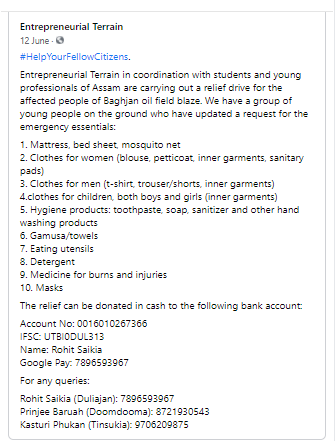 Entrepreneurial Terrain
12 June ·
#HelpYourFellowCitizens.
Entrepreneurial Terrain in coordination with students and young
professionals of Assam are carrying out a relief drive for the
affected people of Baghjan oil field blaze. We have a group of
young people on the ground who have updated a request for the
emergency essentials:
1. Mattress, bed sheet, mosquito net
2. Clothes for women (blouse, petticoat, inner garments, sanitary
pads)
3. Clothes for men (t-shirt, trouser/shorts, inner garments)
4.clothes for children, both boys and girls (inner garments)
5. Hygiene products: toothpaste, soap, sanitizer and other hand
washing products
6. Gamusa/towels
7. Eating utensils
8. Detergent
9. Medicine for burns and injuries
10. Masks
The relief can be donated in cash to the following bank account:
Account No: 0016010267366
IFSC: UTBI0DUL313
Name: Rohit Saikia
Google Pay: 7896593967
For any queries:
Rohit Saikia (Duliajan): 7896593967
Prinjee Baruah (Doomdooma): 8721930543
Kasturi Phukan (Tinsukia): 9706209875